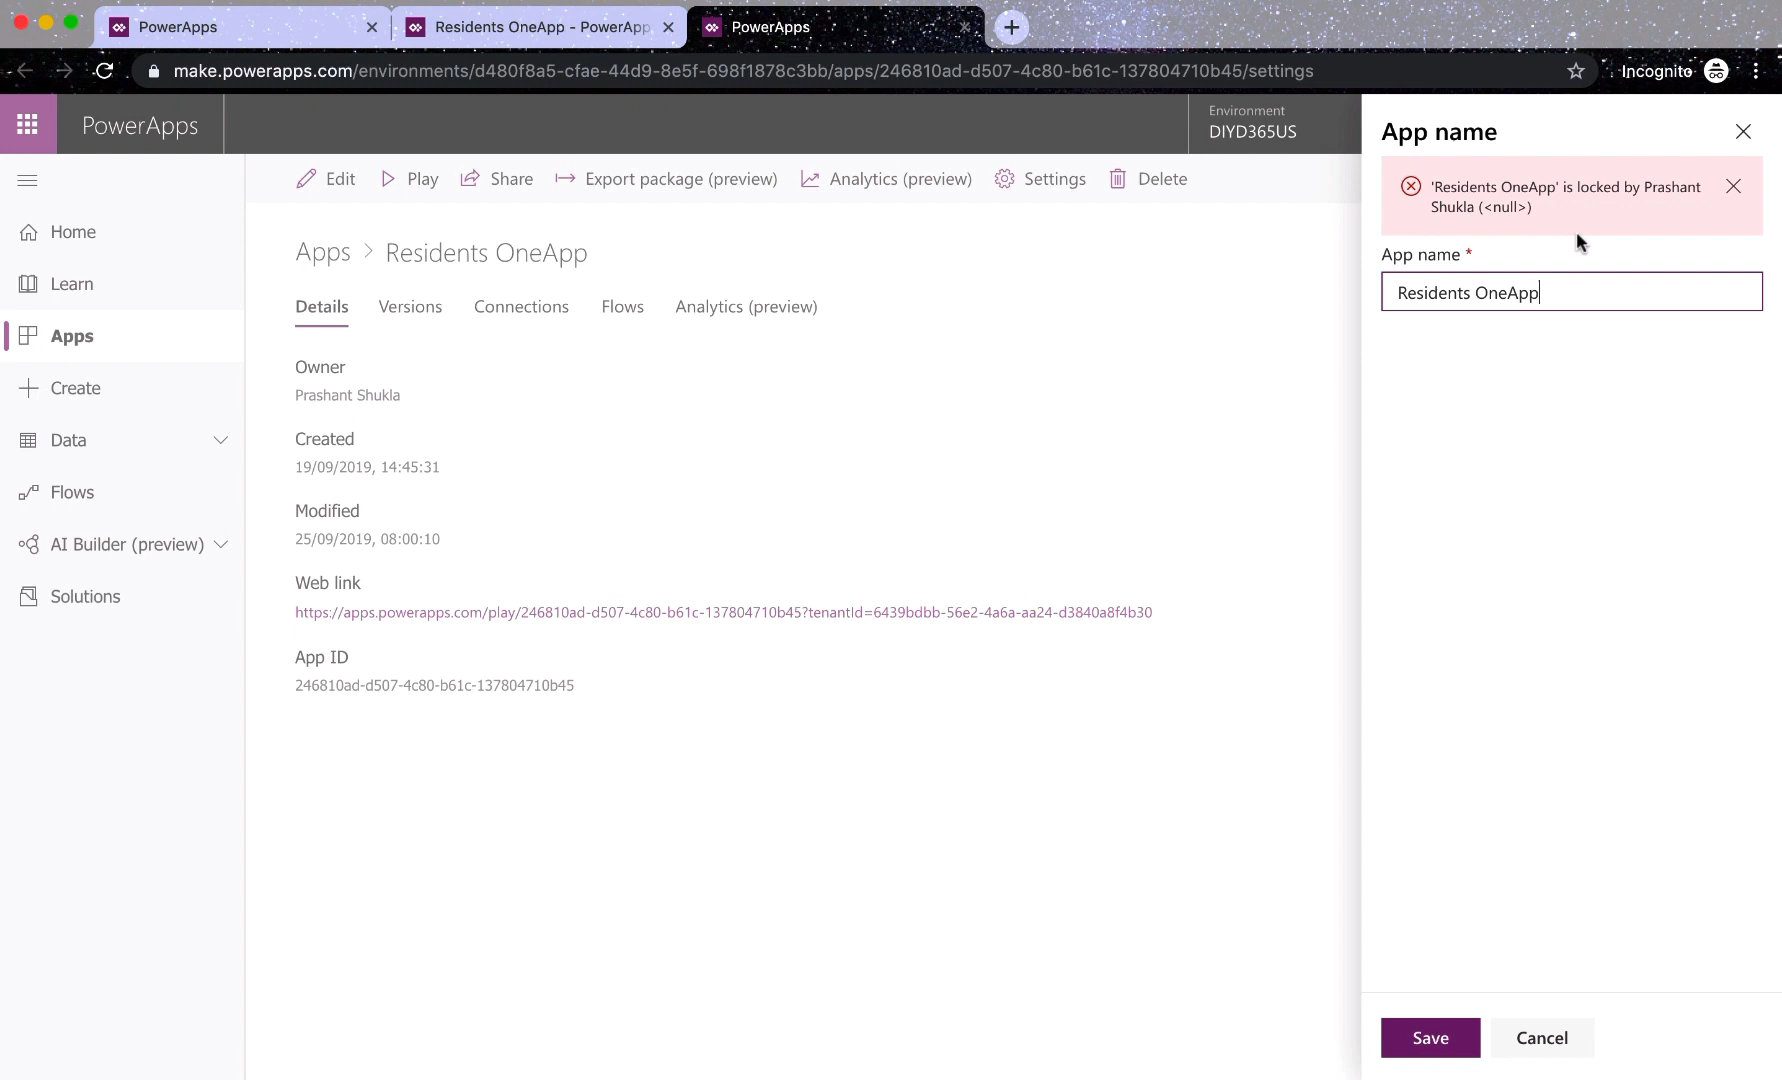 PowerApps
Residents OneApp - PowerApp
PowerApps
make.powerapps.com/environments/d480f8a5-cfae-44d9-8e5f-698f1878c3bb/apps/246810ad-d507-4c80-b61c-137804710b45/settings
Incognito
PowerApps
Environment
DIYD365US
Home
Learn
Apps
Create
Data
Flows
AI Builder (preview)
Solutions
Edit
Play
Share
Export package (preview)
Analytics (preview)
Settings
Delete
Apps > Residents OneApp
Details
Versions
Connections
Flows
Analytics (preview)
Owner
Prashant Shukla
Created
19/09/2019, 14:45:31
Modified
25/09/2019, 08:00:10
Web link
https://apps.powerapps.com/play/246810ad-d507-4c80-b61c-137804710b45?tenantId=6439bdbb-56e2-4a6a-aa24-d3840a8f4b30
App ID
246810ad-d507-4c80-b61c-137804710b45
App name
'Residents OneApp' is locked by Prashant
Shukla (<null>)
App name *
Residents OneApp
Save
Cancel